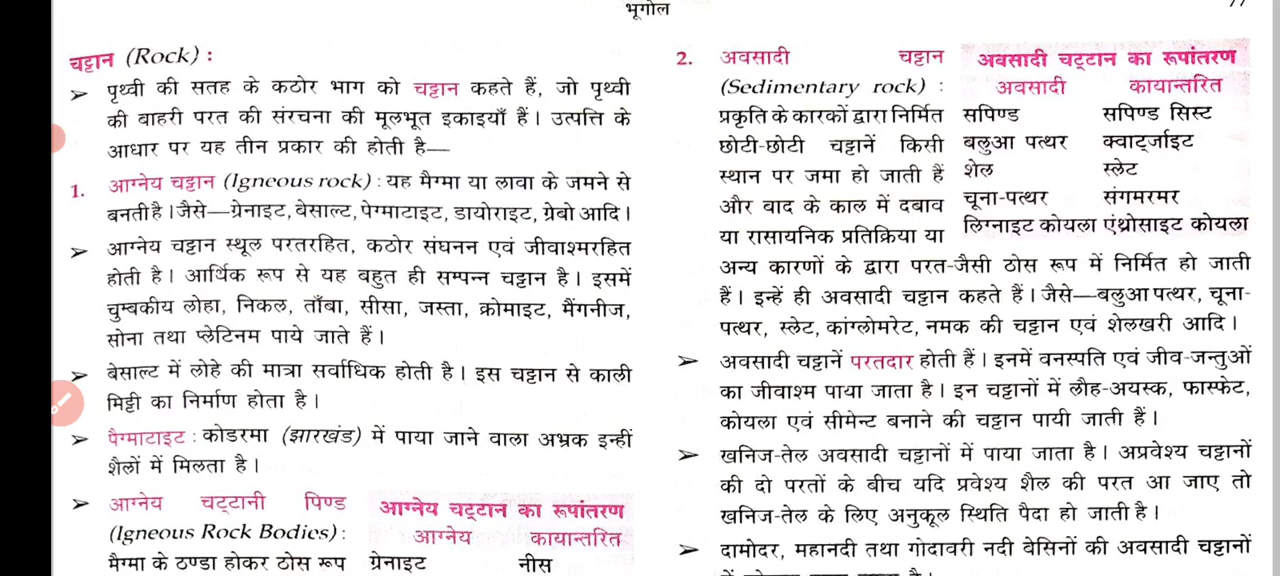 भूगोल
चट्टान (Rock) :
➢ पृथ्वी की सतह के कठोर भाग को चट्टान कहते हैं, जो पृथ्वी
की बाहरी परत की संरचना की मूलभूत इकाइयाँ हैं। उत्पत्ति के
आधार पर यह तीन प्रकार की होती है—
1. आग्नेय चट्टान (Igneous rock) : यह मैग्मा या लावा के जमने से
बनती है। जैसे—ग्रेनाइट, बेसाल्ट, पेग्माटाइट, डायोराइट, ग्रेबो आदि।
➢ आग्नेय चट्टान स्थूल परतरहित, कठोर संघनन एवं जीवाश्मरहित
होती है। आर्थिक रूप से यह बहुत ही सम्पन्न चट्टान है। इसमें
चुम्बकीय लोहा, निकल, ताँबा, सीसा, जस्ता, क्रोमाइट, मैंगनीज,
सोना तथा प्लेटिनम पाये जाते हैं।
➢ बेसाल्ट में लोहे की मात्रा सर्वाधिक होती है। इस चट्टान से काली
मिट्टी का निर्माण होता है।
➢ पैग्माटाइट : कोडरमा (झारखंड) में पाया जाने वाला अभ्रक इन्हीं
शैलों में मिलता है।
➢ आग्नेय चट्टानी पिण्ड
(Igneous Rock Bodies) :
मैग्मा के ठण्डा होकर ठोस रूप
आग्नेय चट्टान का रूपांतरण
आग्नेय कायान्तरित
ग्रेनाइट नीस
2. अवसादी चट्टान
(Sedimentary rock) :
प्रकृति के कारकों द्वारा निर्मित
छोटी-छोटी चट्टानें किसी
स्थान पर जमा हो जाती हैं
और बाद के काल में दबाव
या रासायनिक प्रतिक्रिया या
अवसादी चट्टान का रूपांतरण
अवसादी कायान्तरित
सपिण्ड सपिण्ड सिस्ट
बलुआ पत्थर क्वार्ट्जाइट
शेल स्लेट
चूना-पत्थर संगमरमर
लिग्नाइट कोयला एंथ्रोसाइट कोयला
अन्य कारणों के द्वारा परत-जैसी ठोस रूप में निर्मित हो जाती
हैं। इन्हें ही अवसादी चट्टान कहते हैं। जैसे—बलुआ पत्थर, चूना-
पत्थर, स्लेट, कांग्लोमरेट, नमक की चट्टान एवं शेलखरी आदि।
➢ अवसादी चट्टानें परतदार होती हैं। इनमें वनस्पति एवं जीव-जन्तुओं
का जीवाश्म पाया जाता है। इन चट्टानों में लौह-अयस्क, फास्फेट,
कोयला एवं सीमेन्ट बनाने की चट्टान पायी जाती हैं।
➢ खनिज-तेल अवसादी चट्टानों में पाया जाता है। अप्रवेश्य चट्टानों
की दो परतों के बीच यदि प्रवेश्य शैल की परत आ जाए तो
खनिज-तेल के लिए अनुकूल स्थिति पैदा हो जाती है।
➢ दामोदर, महानदी तथा गोदावरी नदी बेसिनों की अवसादी चट्टानों